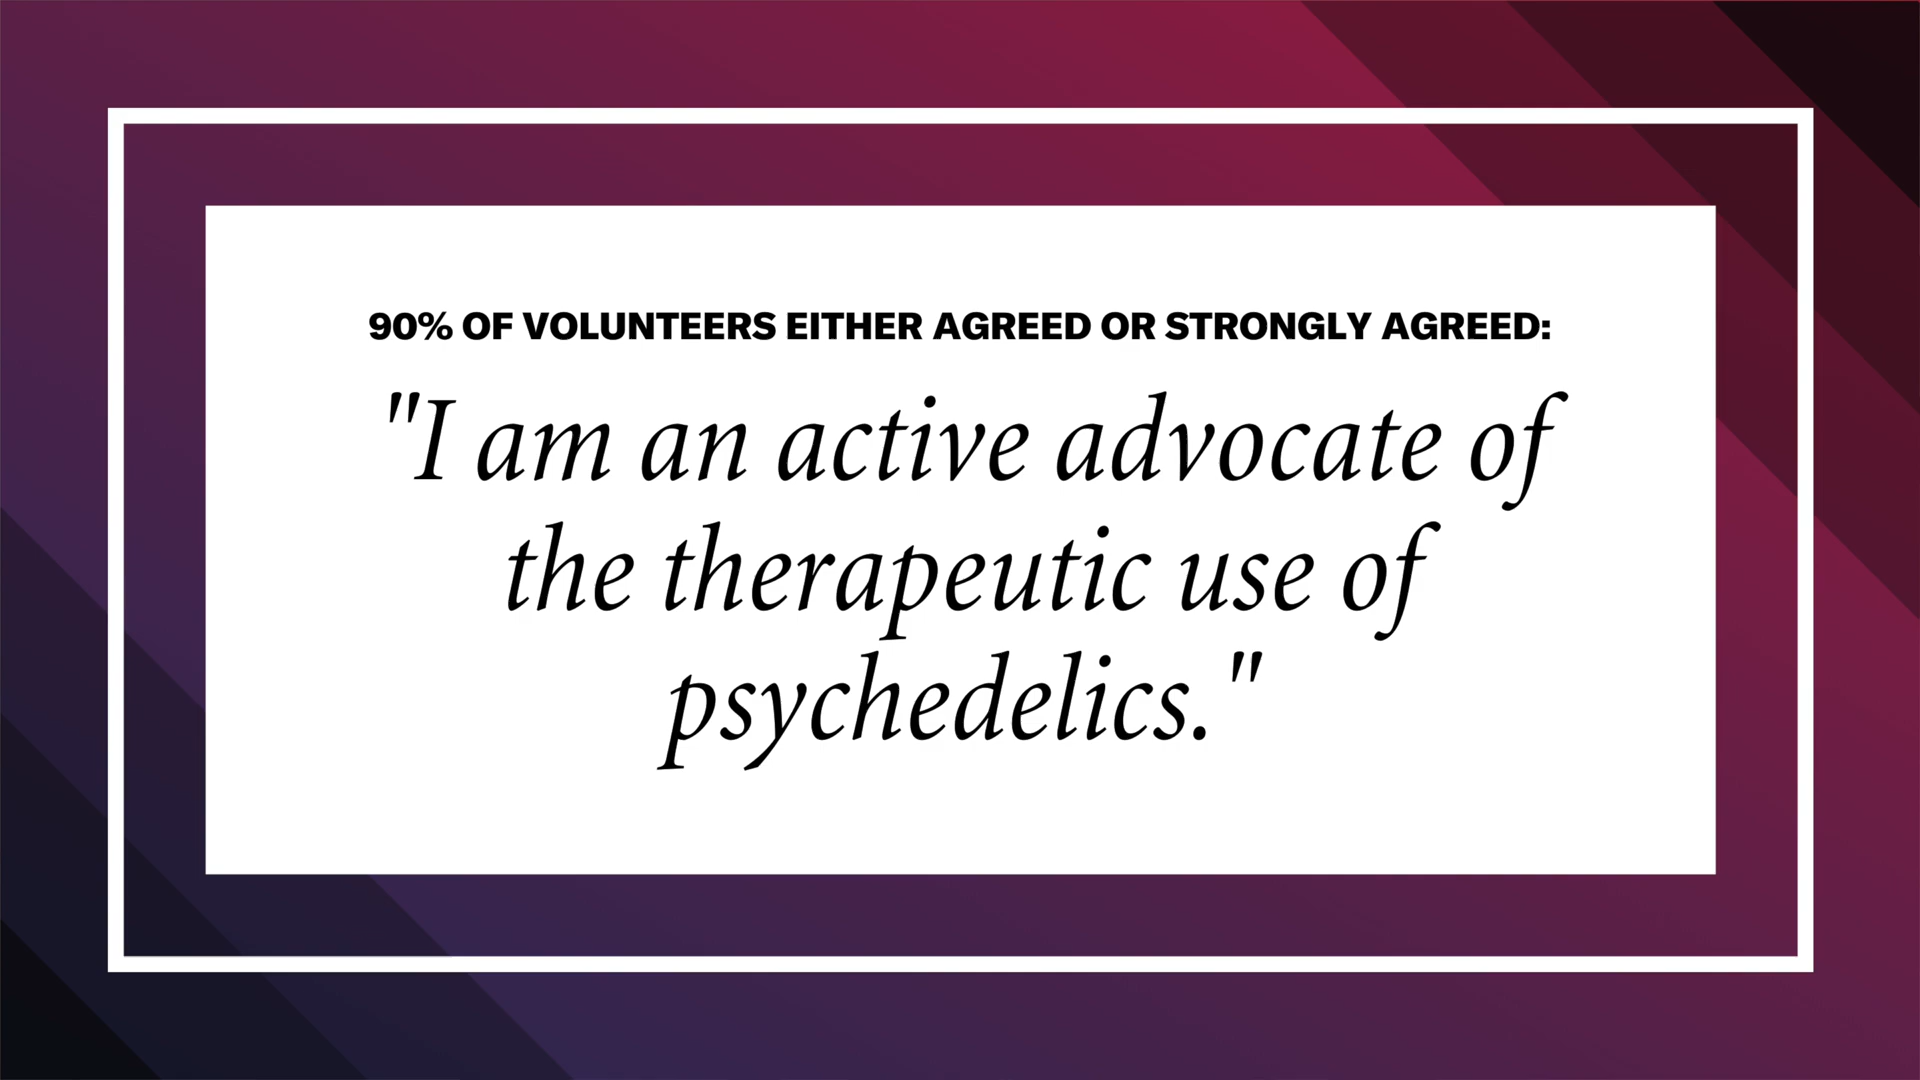 90% OF VOLUNTEERS EITHER AGREED OR STRONGLY AGREED:
"I am an active advocate of
the therapeutic use of
psychedelics."